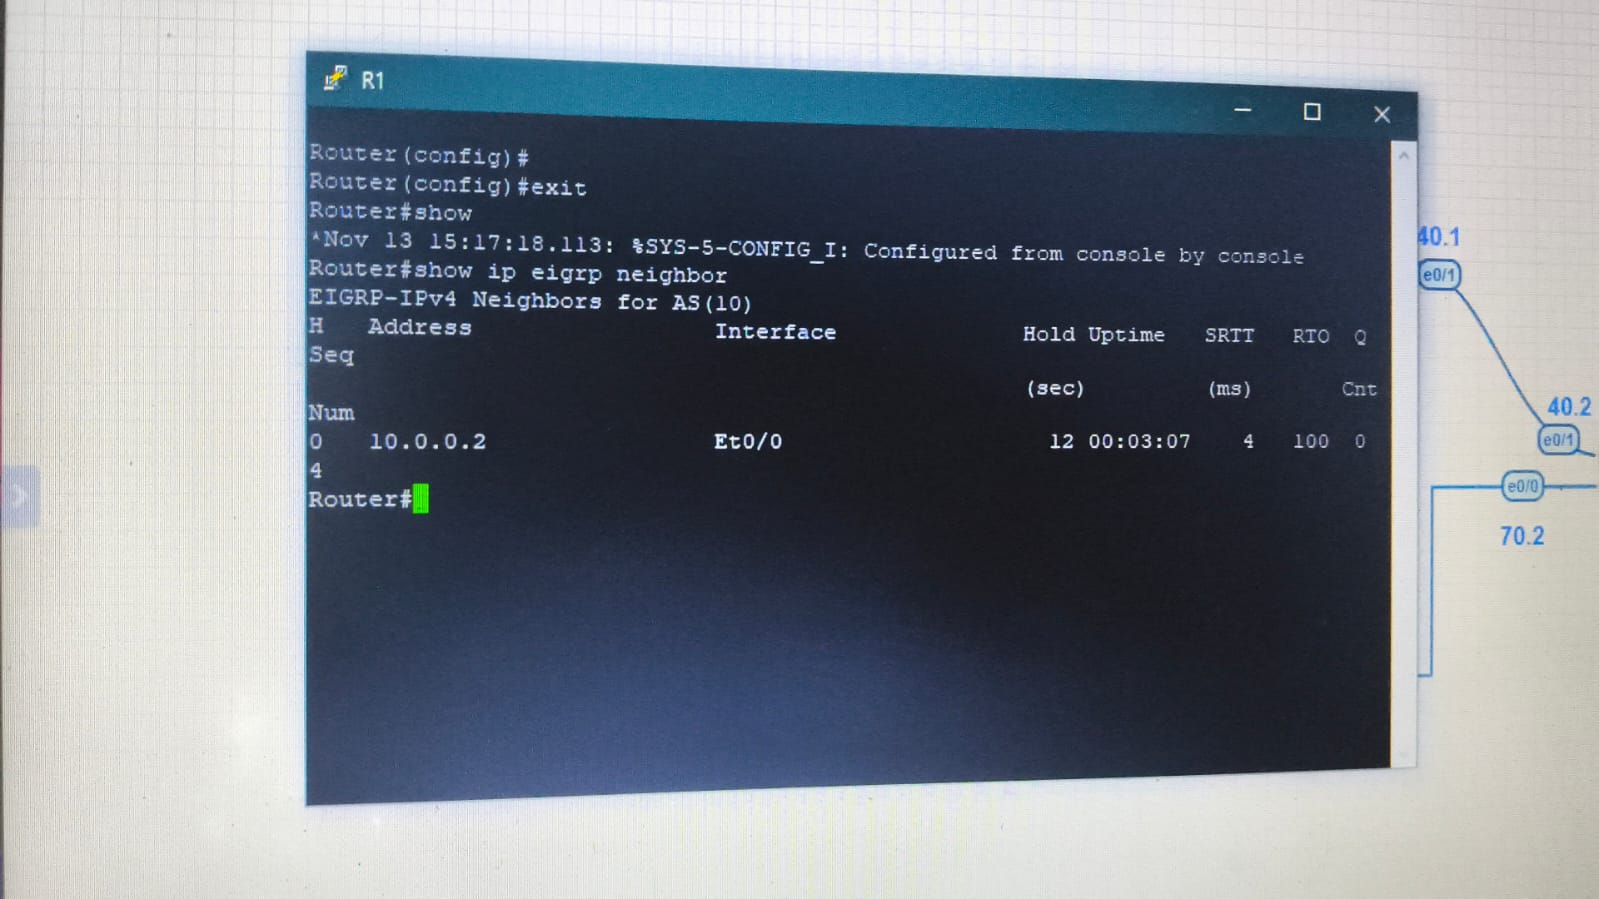 R1
Router(config)#
Router(config)#exit
Router#show
*Nov 13 15:17:18.113: %SYS-5-CONFIG_I: Configured from console by console
Router#show ip eigrp neighbor
EIGRP-IPv4 Neighbors for AS(10)
H Address Interface Hold Uptime SRTT RTO Q
Seq
(sec) (ms) Cnt
Num
0 10.0.0.2 Et0/0 12 00:03:07 4 100 0
4
Router#
40.1
e0/1
40.2
e0/1
e0/0
70.2